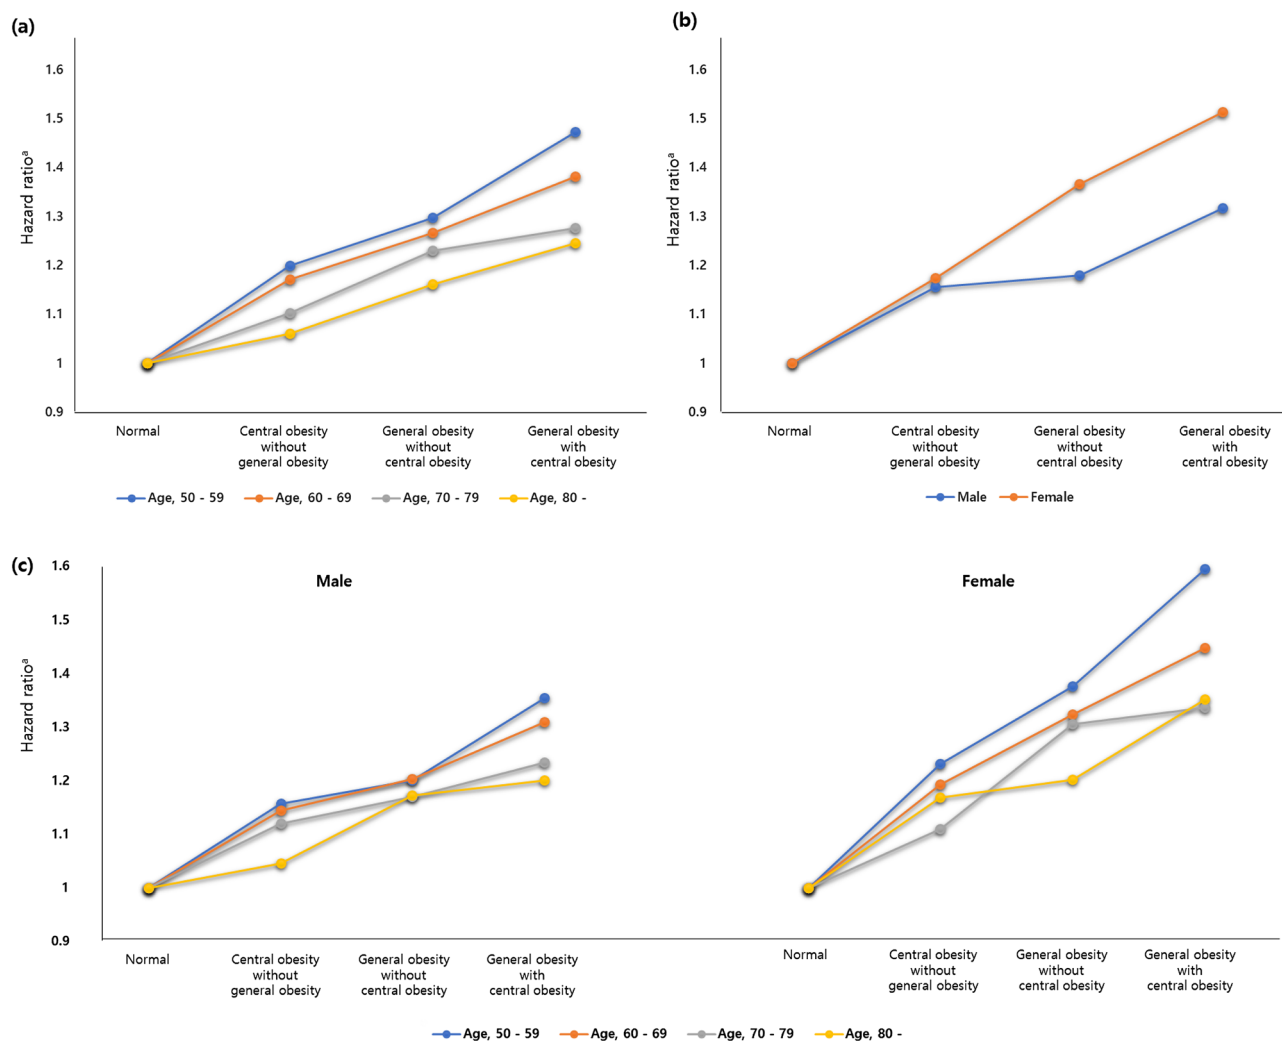 (a)
1.6
1.5
1.4
1.3
1.2
1.1
1
0.9
Hazard ratioᵃ
Normal
Central obesity
without
general obesity
General obesity
without
central obesity
General obesity
with
central obesity
Age, 50 - 59
Age, 60 - 69
Age, 70 - 79
Age, 80 -
(b)
1.6
1.5
1.4
1.3
1.2
1.1
1
0.9
Hazard ratioᵃ
Normal
Central obesity
without
general obesity
General obesity
without
central obesity
General obesity
with
central obesity
Male
Female
(c)
Male
1.6
1.5
1.4
1.3
1.2
1.1
1
0.9
Hazard ratioᵃ
Normal
Central obesity
without
general obesity
General obesity
without
central obesity
General obesity
with
central obesity
Female
Normal
Central obesity
without
general obesity
General obesity
without
central obesity
General obesity
with
central obesity
Age, 50 - 59
Age, 60 - 69
Age, 70 - 79
Age, 80 -